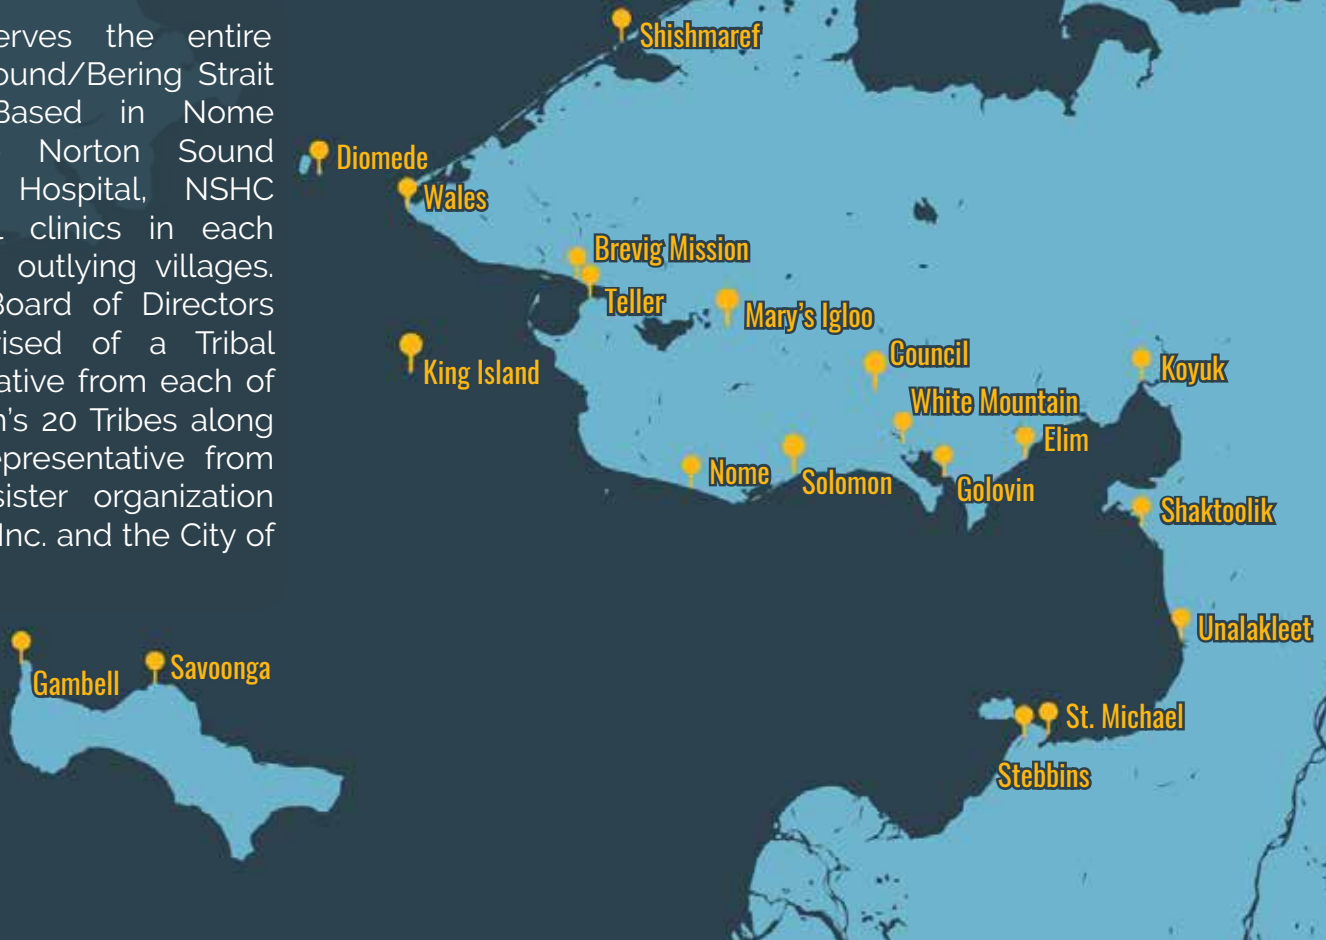 erves the entire
ound/Bering Strait
Based in Nome
Norton Sound
Hospital, NSHC
clinics in each
outlying villages.
Board of Directors
ised of a Tribal
ative from each of
n's 20 Tribes along
epresentative from
sister organization
Inc. and the City of
Shishmaref
Diomede
Wales
Brevig Mission
Teller
Mary's Igloo
King Island
Council
Koyuk
White Mountain
Elim
Nome
Solomon
Golovin
Shaktoolik
Unalakleet
Gambell
Savoonga
St. Michael
Stebbins